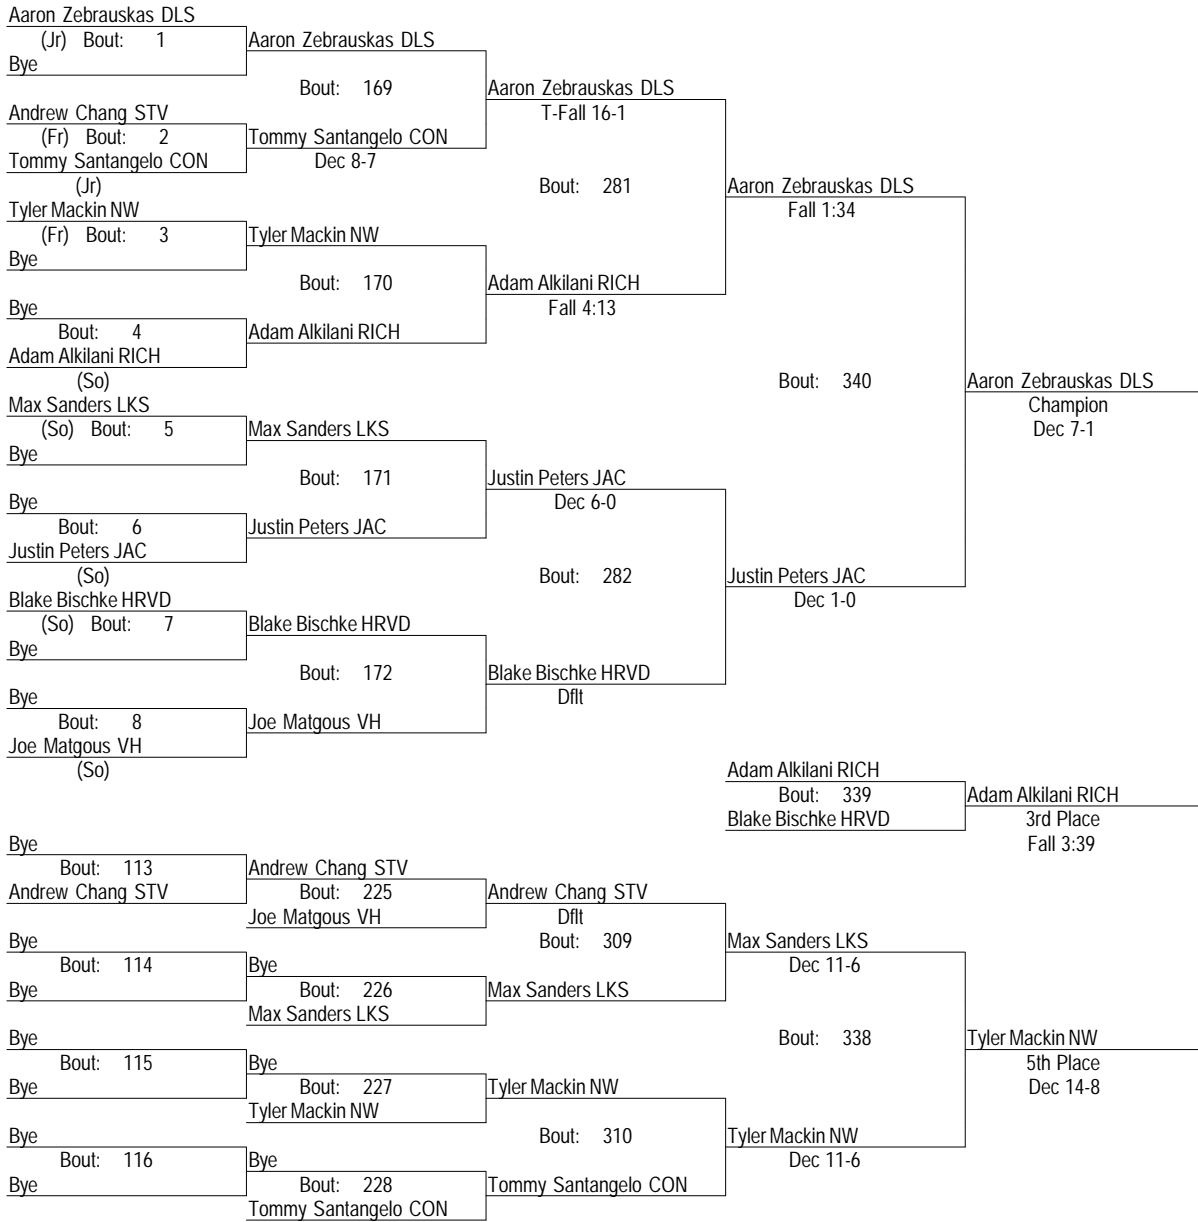 Aaron Zebrauskas DLS
(Jr) Bout: 1
Aaron Zebrauskas DLS
Bye
Bout: 169
Aaron Zebrauskas DLS
Andrew Chang STV
T-Fall 16-1
(Fr) Bout: 2
Tommy Santangelo CON
Tommy Santangelo CON
Dec 8-7
(Jr)
Bout: 281
Aaron Zebrauskas DLS
Tyler Mackin NW
Fall 1:34
(Fr) Bout: 3
Tyler Mackin NW
Bye
Bout: 170
Adam Alkilani RICH
Bye
Fall 4:13
Bout: 4
Adam Alkilani RICH
Adam Alkilani RICH
(So)
Bout: 340
Aaron Zebrauskas DLS
Max Sanders LKS
Champion
(So) Bout: 5
Max Sanders LKS
Dec 7-1
Bye
Bout: 171
Justin Peters JAC
Bye
Dec 6-0
Bout: 6
Justin Peters JAC
Justin Peters JAC
(So)
Bout: 282
Justin Peters JAC
Blake Bischke HRVD
Dec 1-0
(So) Bout: 7
Blake Bischke HRVD
Bye
Bout: 172
Blake Bischke HRVD
Bye
Dflt
Bout: 8
Joe Matgous VH
Joe Matgous VH
(So)
Adam Alkilani RICH
Bout: 339
Adam Alkilani RICH
Blake Bischke HRVD
3rd Place
Fall 3:39
Bye
Bout: 113
Andrew Chang STV
Andrew Chang STV
Bout: 225
Andrew Chang STV
Joe Matgous VH
Dflt
Bye
Bout: 309
Max Sanders LKS
Bout: 114
Bye
Dec 11-6
Bye
Bout: 226
Max Sanders LKS
Max Sanders LKS
Bye
Bout: 338
Tyler Mackin NW
Bout: 115
Bye
5th Place
Bye
Bout: 227
Tyler Mackin NW
Dec 14-8
Tyler Mackin NW
Bye
Bout: 310
Tyler Mackin NW
Bout: 116
Bye
Dec 11-6
Bye
Bout: 228
Tommy Santangelo CON
Tommy Santangelo CON